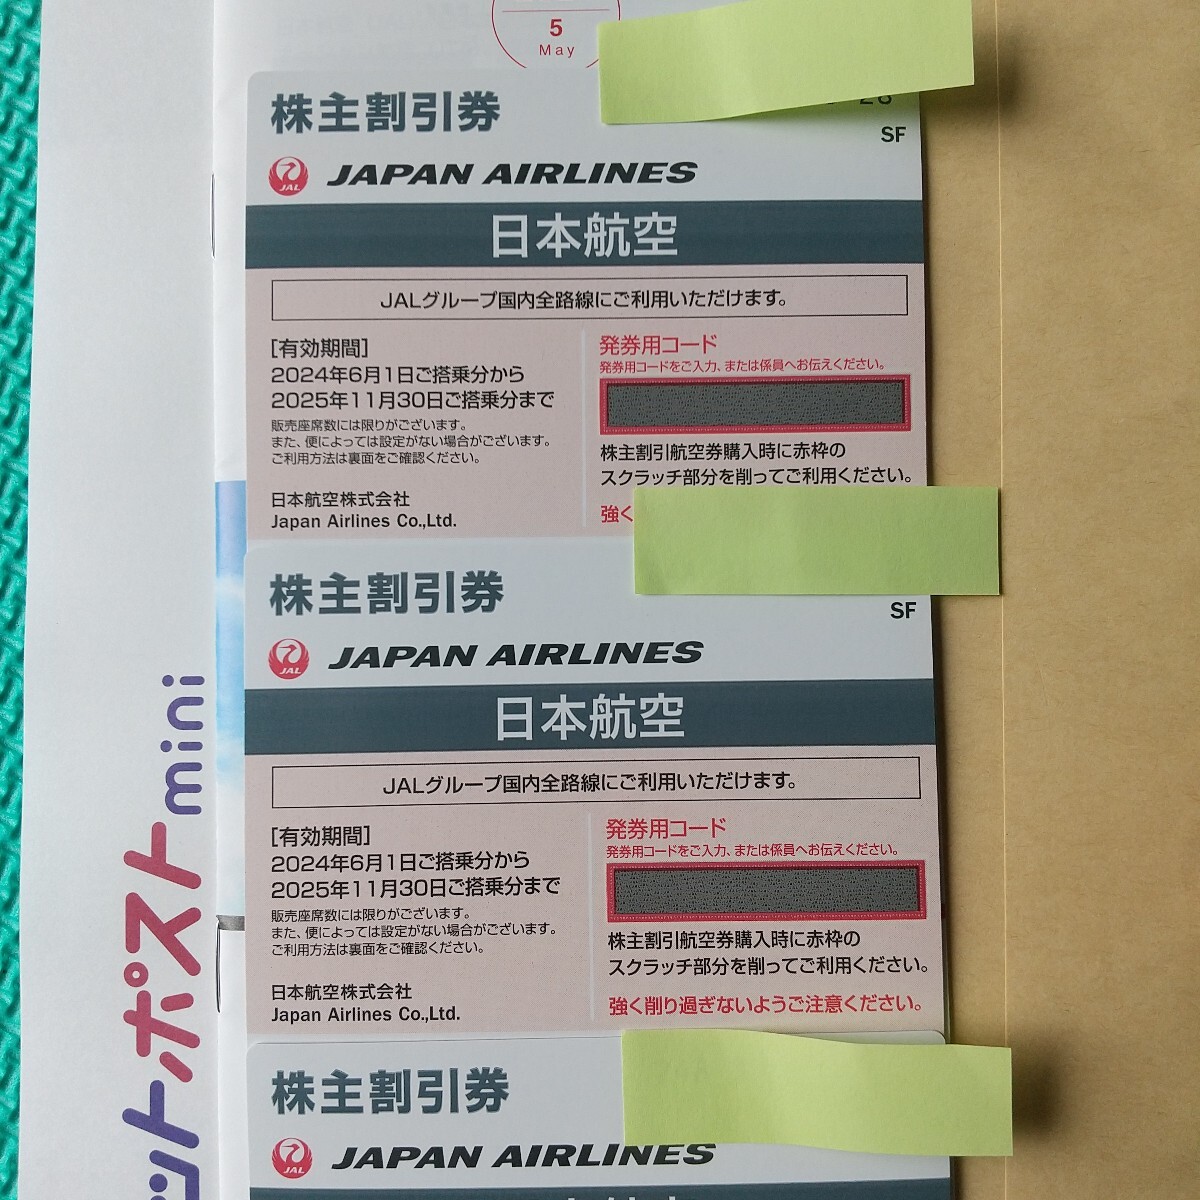 5
May
株主割引券
SF
JAL
JAPAN AIRLINES
日本航空
JALグループ国内全路線にご利用いただけます。
[有効期間]
2024年6月1日ご搭乗分から
2025年11月30日ご搭乗分まで
販売座席数には限りがございます。
また、便によっては設定がない場合がございます。
ご利用方法は裏面をご確認ください。
日本航空株式会社
Japan Airlines Co.,Ltd.
発券用コード
発券用コードをご入力、または係員へお伝えください。
株主割引航空券購入時に赤枠の
スクラッチ部分を削ってご利用ください。
強く
株主割引券
SF
JAL
JAPAN AIRLINES
日本航空
JALグループ国内全路線にご利用いただけます。
[有効期間]
2024年6月1日ご搭乗分から
2025年11月30日ご搭乗分まで
販売座席数には限りがございます。
また、便によっては設定がない場合がございます。
ご利用方法は裏面をご確認ください。
日本航空株式会社
Japan Airlines Co.,Ltd.
発券用コード
発券用コードをご入力、または係員へお伝えください。
株主割引航空券購入時に赤枠の
スクラッチ部分を削ってご利用ください。
強く削り過ぎないようご注意ください。
株主割引券
JAL
JAPAN AIRLINES
ットポストmini